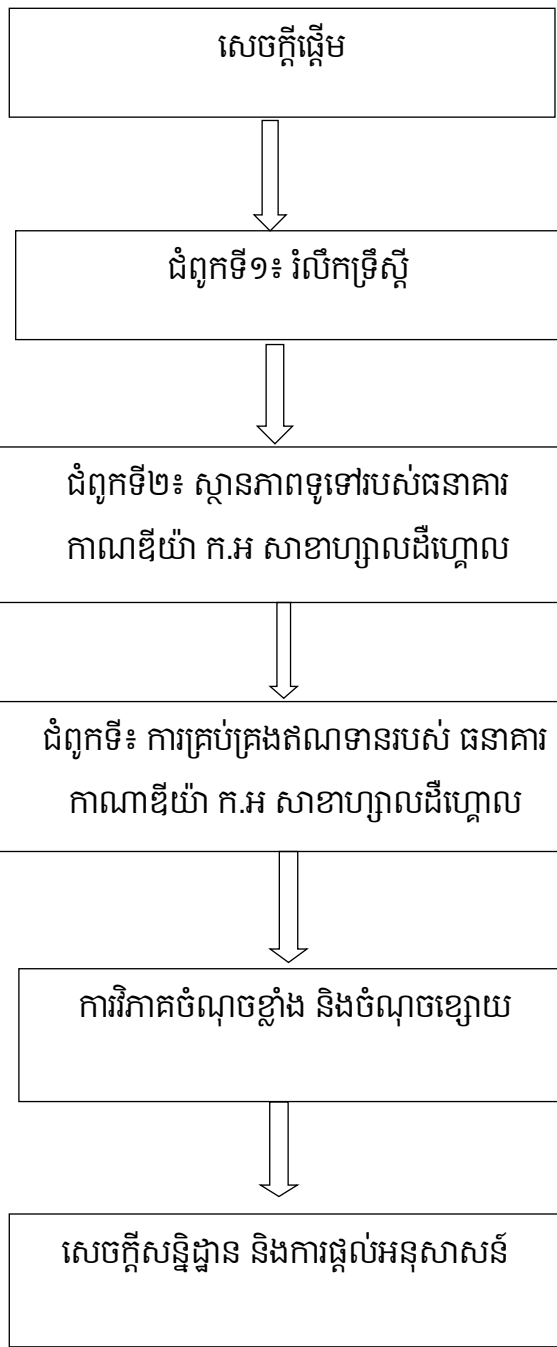 សេចក្ដីផ្ដើម
ជំពូកទី១៖ រំលឹកទ្រឹស្ដី
ជំពូកទី២៖ ស្ថានភាពទូទៅរបស់ធនាគារ
កាណឌីយ៉ា ក.អ សាខាហ្សាលដឺហ្គោល
ជំពូកទី៖ ការគ្រប់គ្រងឥណទានរបស់ ធនាគារ
កាណាឌីយ៉ា ក.អ សាខាហ្សាលដឺហ្គោល
ការវិភាគចំណុចខ្លាំង និងចំណុចខ្សោយ
សេចក្ដីសន្និដ្ឋាន និងការផ្ដល់អនុសាសន៍